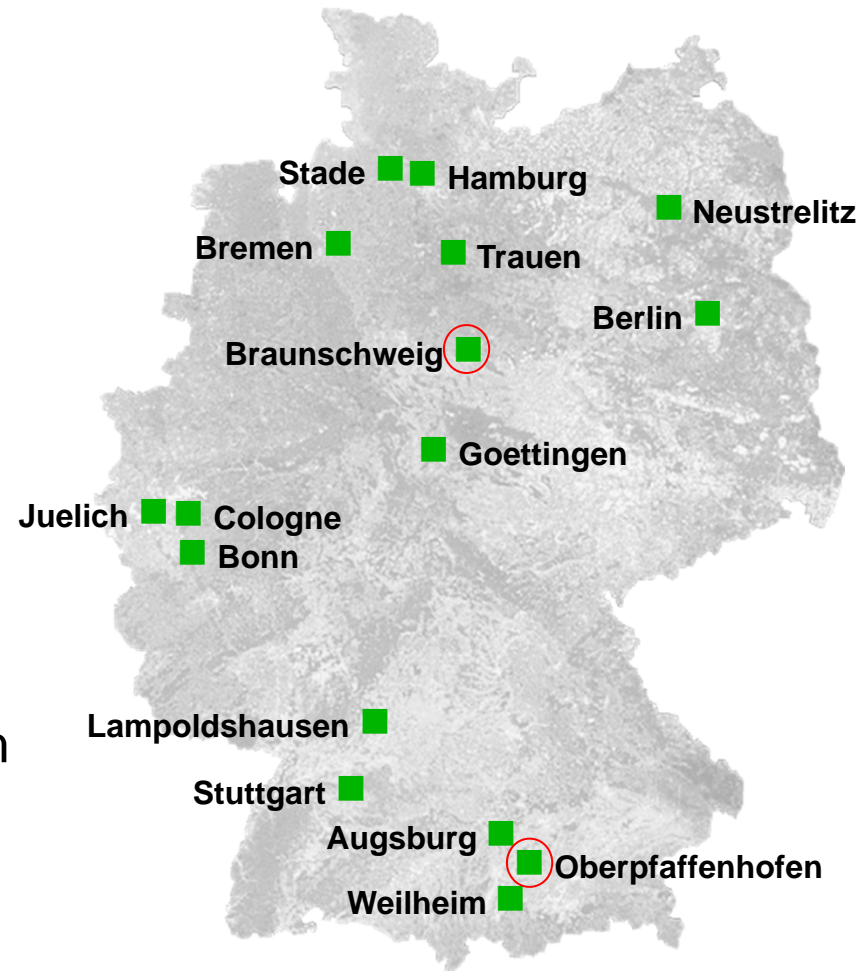 Stade
Hamburg
Neustrelitz
Bremen
Trauen
Berlin
Braunschweig
Goettingen
Juelich
Cologne
Bonn
Lampoldshausen
n
Stuttgart
Augsburg
Oberpfaffenhofen
Weilheim